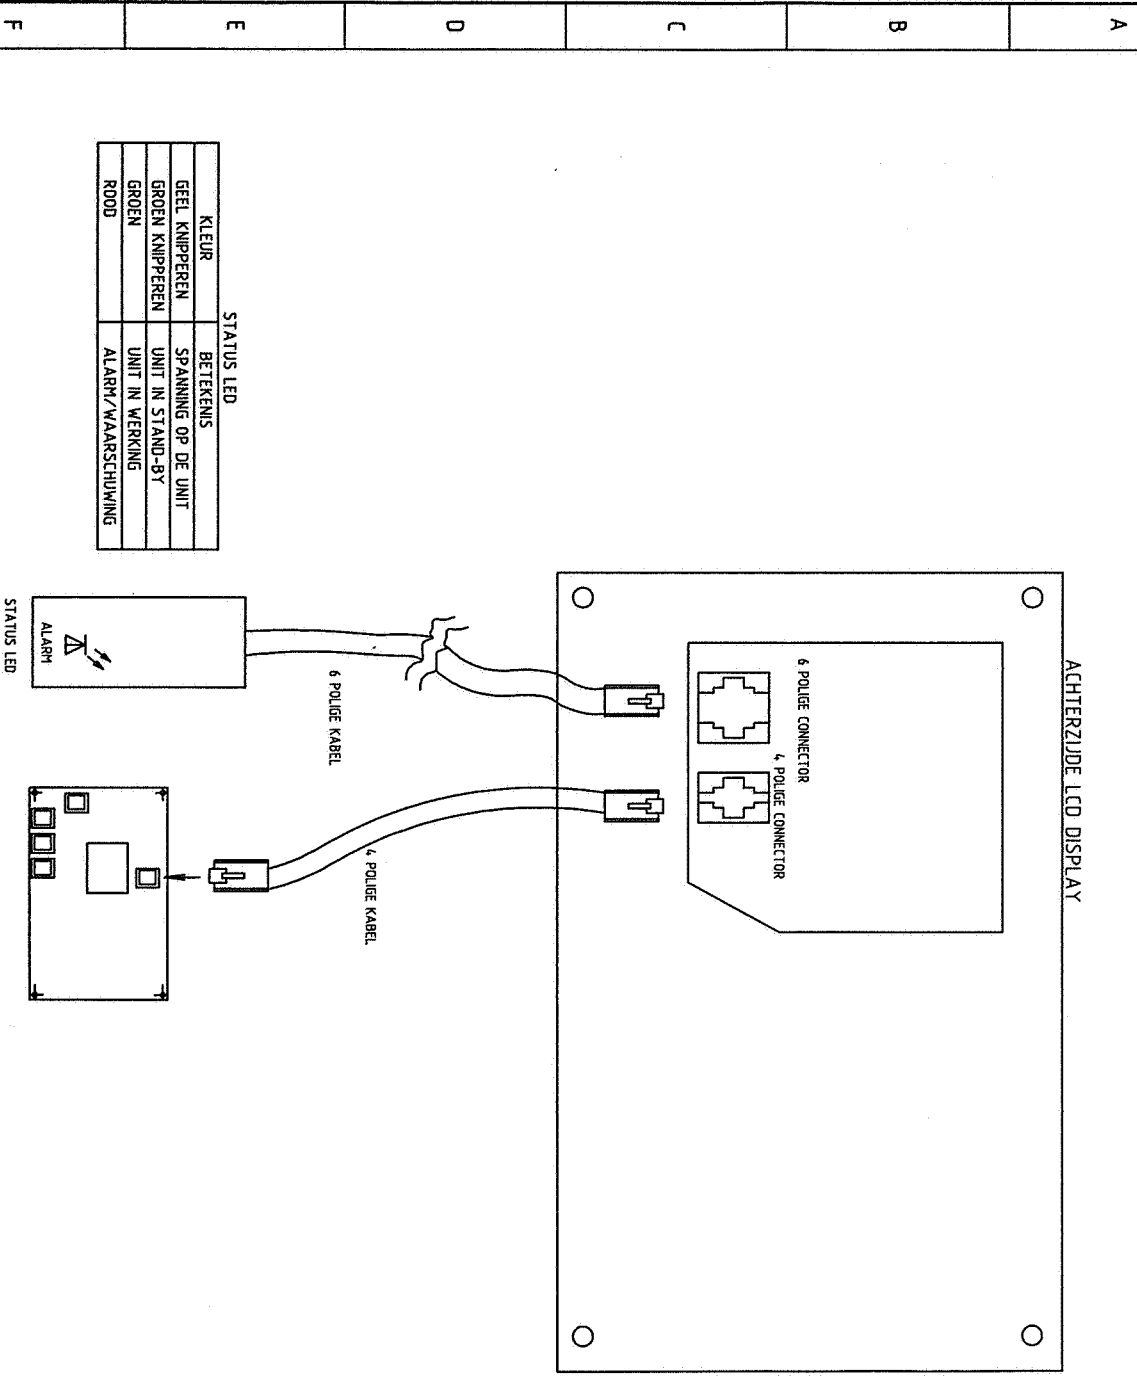 A
B
C
D
E
F
ACHTERZIJDE LCD DISPLAY
6 POLIGE CONNECTOR
4 POLIGE CONNECTOR
6 POLIGE KABEL
4 POLIGE KABEL
STATUS LED
KLEUR BETEKENIS
GEEL KNIPPEREN SPANNING OP DE UNIT
GROEN KNIPPEREN UNIT IN STAND-BY
GROEN UNIT IN WERKING
ROOD ALARM/WAARSCHUWING
ALARM
STATUS LED